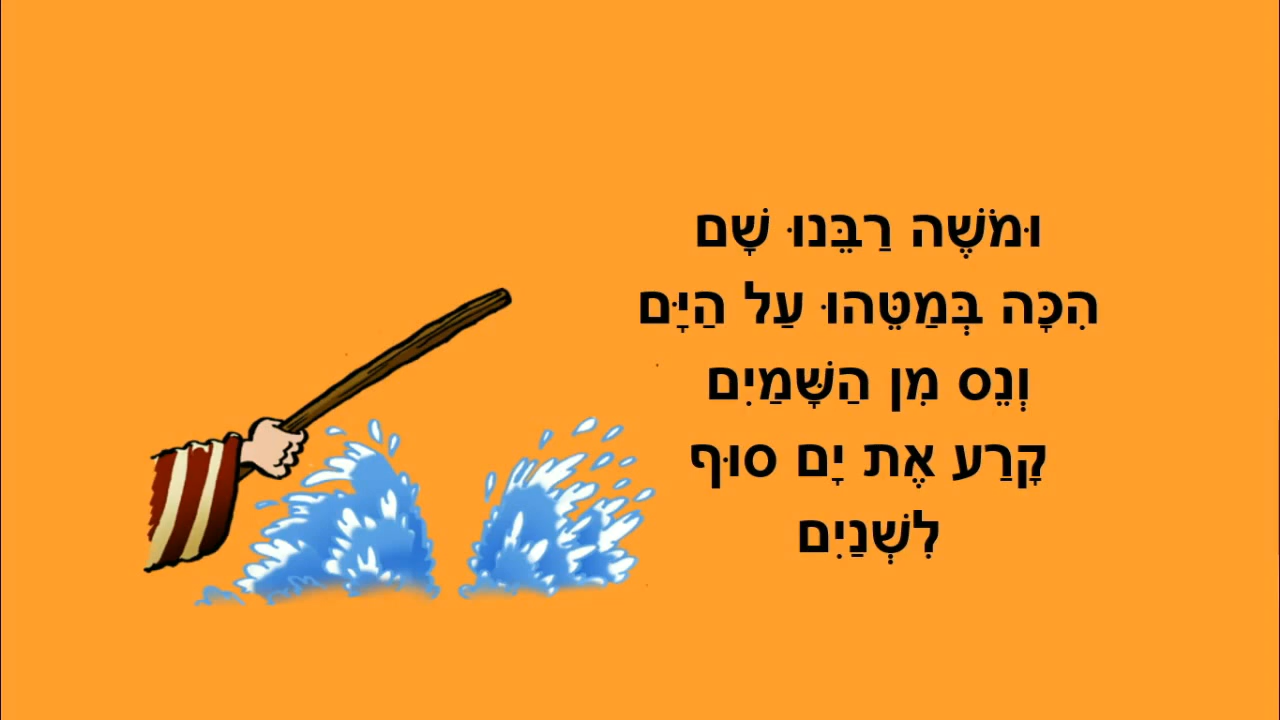 וּמֹשֶׁה רַבֵּנוּ שָׁם
הִכָּה בְּמַטֵּהוּ עַל הַיָּם
וְנֵס מִן הַשָּׁמַיִם
קָרַע אֶת יָם סוּף
לִשְׁנַיִם